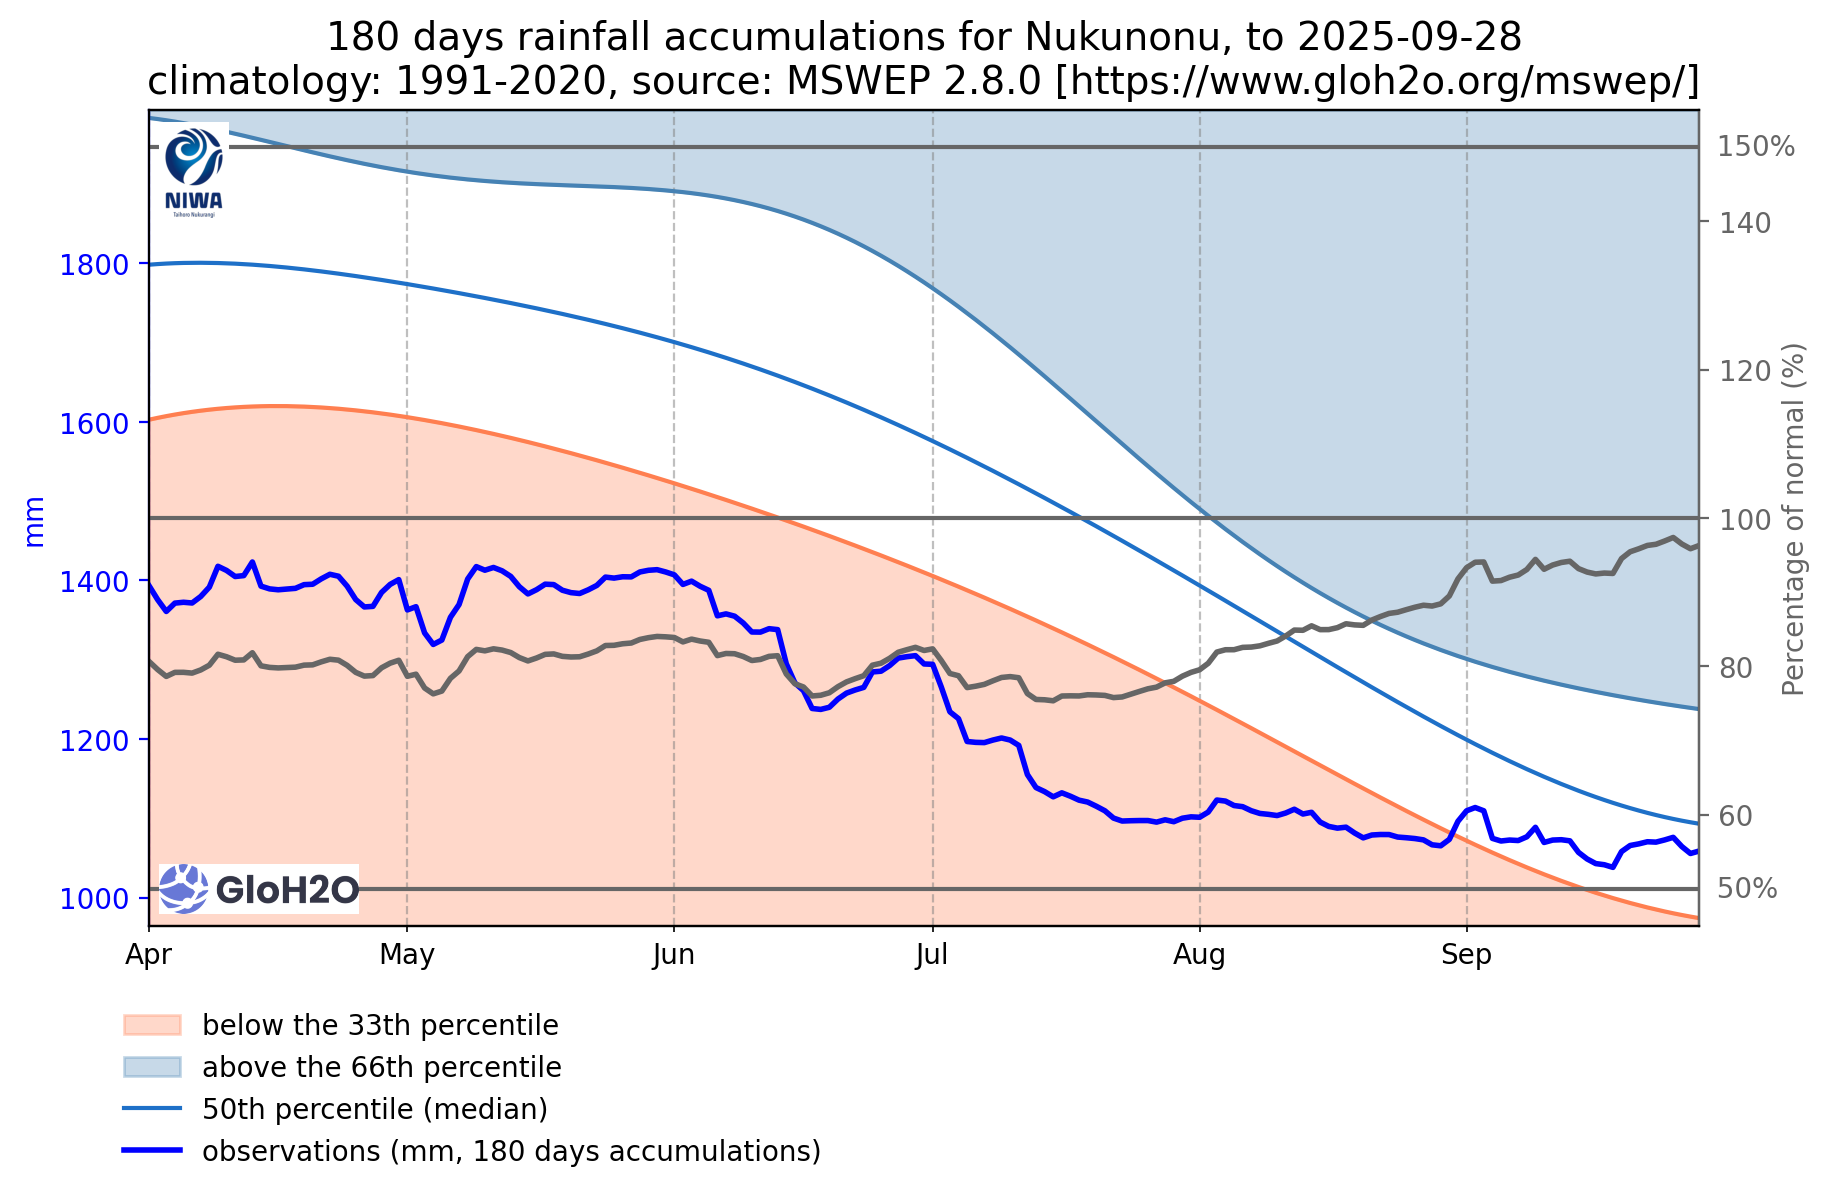 180 days rainfall accumulations for Nukunonu, to 2025-09-28
climatology: 1991-2020, source: MSWEP 2.8.0 [https://www.gloh2o.org/mswep/]
NIWA
Taihoro Nukurangi
1800
1600
1400
1200
1000
mm
150%
140
120
100
80
60
50%
Percentage of normal (%)
GloH2O
Apr May Jun Jul Aug Sep
below the 33th percentile
above the 66th percentile
50th percentile (median)
observations (mm, 180 days accumulations)